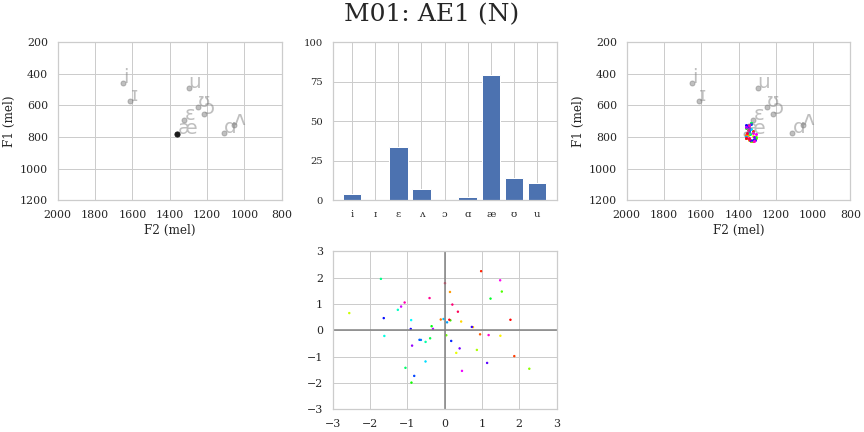 M01: AE1 (N)
200
400
600
800
1000
1200
F1 (mel)
2000 1800 1600 1400 1200 1000 800
F2 (mel)
i
ɪ
u
ʊ
ɔ
ɛ
æ
ɑ
ʌ
100
75
50
25
0
i ɪ ɛ ʌ ɔ ɑ æ ʊ u
200
400
600
800
1000
1200
F1 (mel)
2000 1800 1600 1400 1200 1000 800
F2 (mel)
i
ɪ
u
ʊ
ɔ
ɛ
æ
ɑ
ʌ
3
2
1
0
−1
−2
−3
−3 −2 −1 0 1 2 3